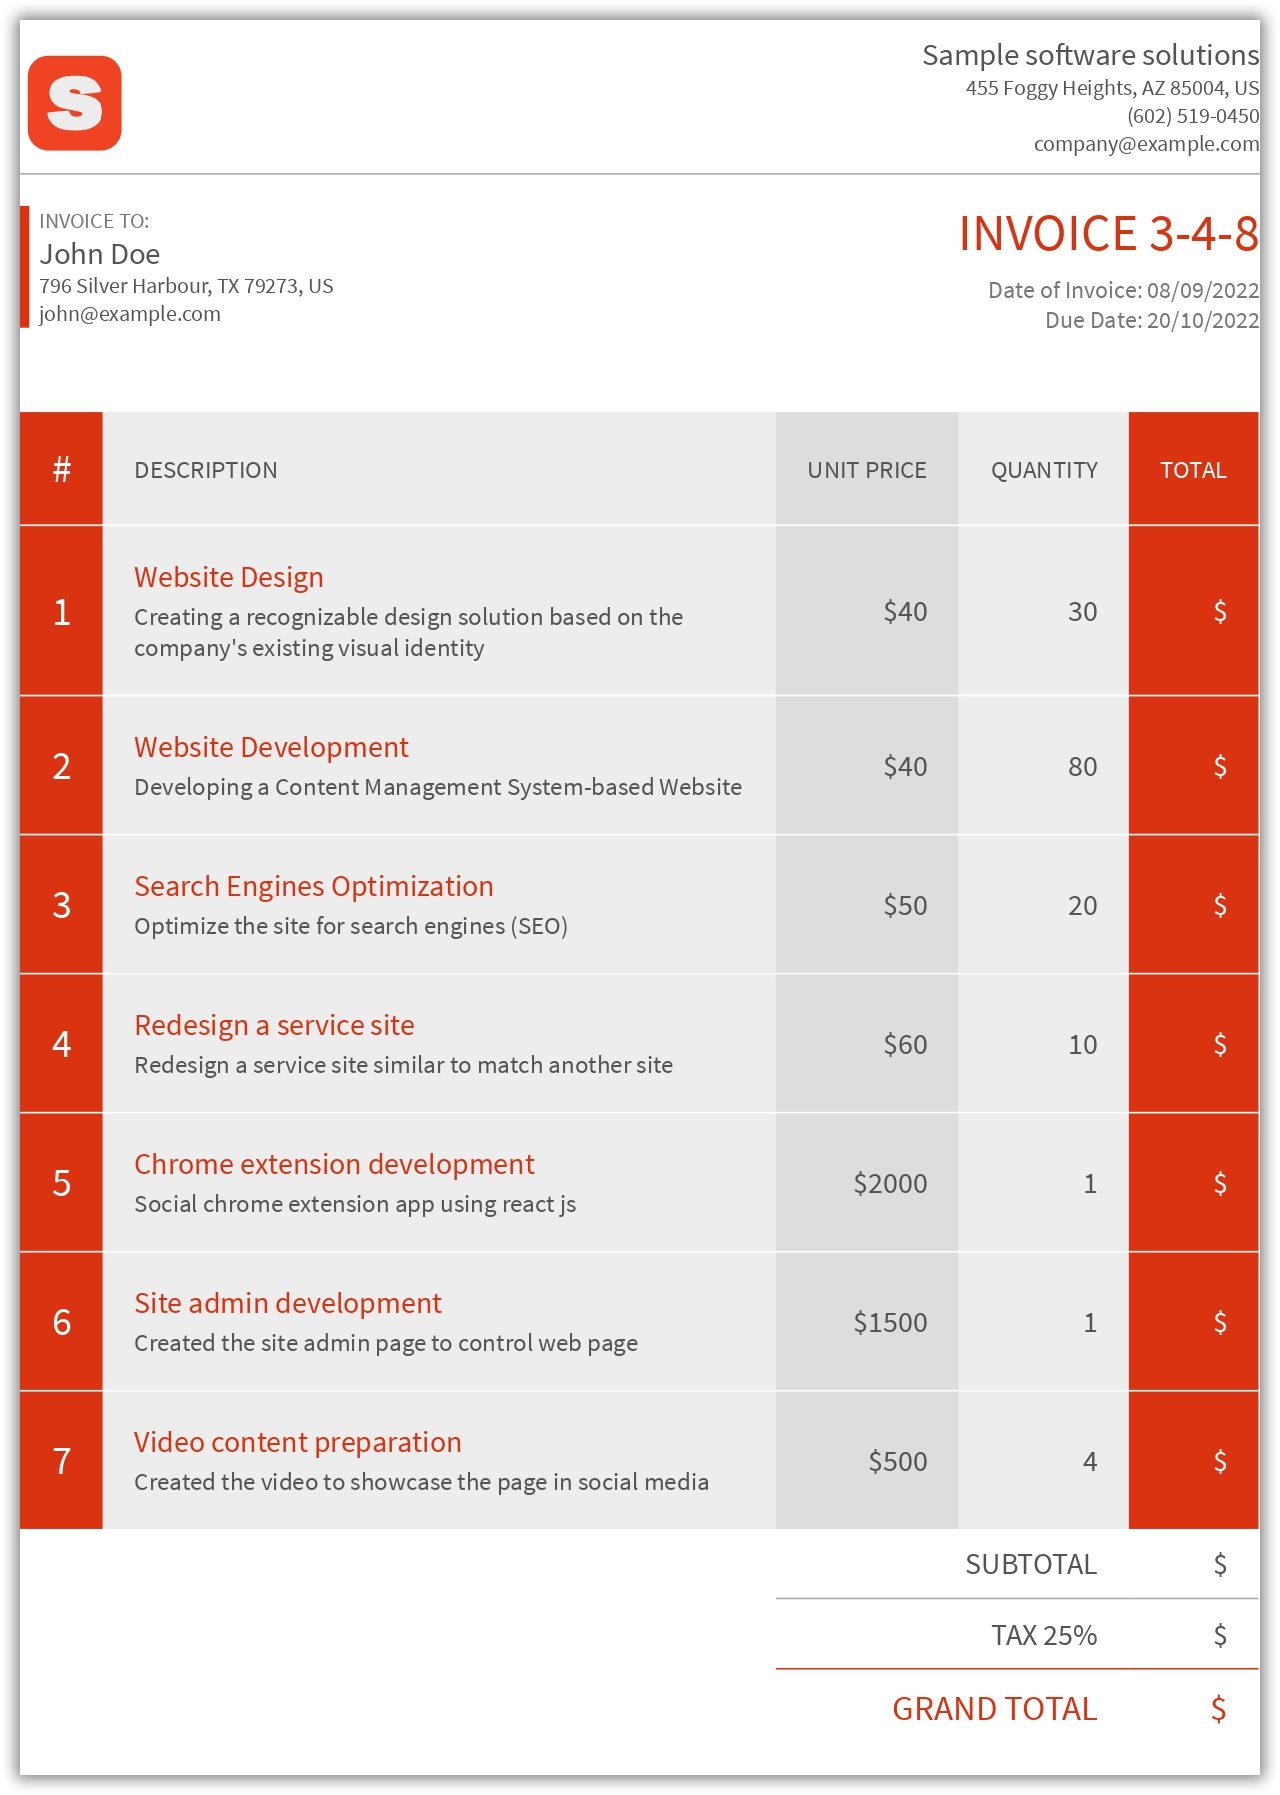 S
Sample software solutions
455 Foggy Heights, AZ 85004, US
(602) 519-0450
company@example.com
INVOICE TO:
John Doe
796 Silver Harbour, TX 79273, US
john@example.com
INVOICE 3-4-8
Date of Invoice: 08/09/2022
Due Date: 20/10/2022
# DESCRIPTION UNIT PRICE QUANTITY TOTAL
Website Design
1 Creating a recognizable design solution based on the $40 30 $
company's existing visual identity
Website Development
2 Developing a Content Management System-based Website $40 80 $
Search Engines Optimization
3 Optimize the site for search engines (SEO) $50 20 $
Redesign a service site
4 Redesign a service site similar to match another site $60 10 $
Chrome extension development
5 Social chrome extension app using react js $2000 1 $
Site admin development
6 Created the site admin page to control web page $1500 1 $
Video content preparation
7 Created the video to showcase the page in social media $500 4 $
SUBTOTAL $
TAX 25% $
GRAND TOTAL $